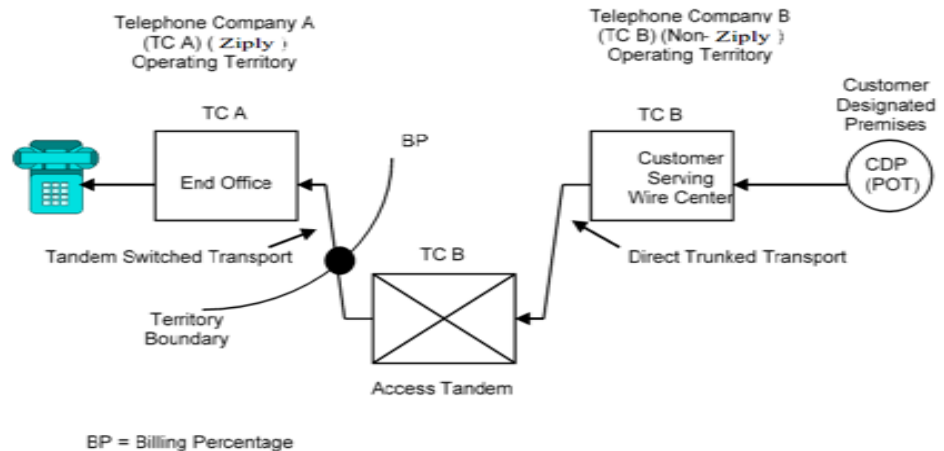 Telephone Company A
(TC A) ( Ziply )
Operating Territory
Telephone Company B
(TC B) (Non- Ziply )
Operating Territory
Customer
Designated
Premises
TC A
BP
TC B
End Office
Customer
Serving
Wire Center
CDP
(POT)
Tandem Switched Transport
TC B
Direct Trunked Transport
Territory
Boundary
Access Tandem
BP = Billing Percentage